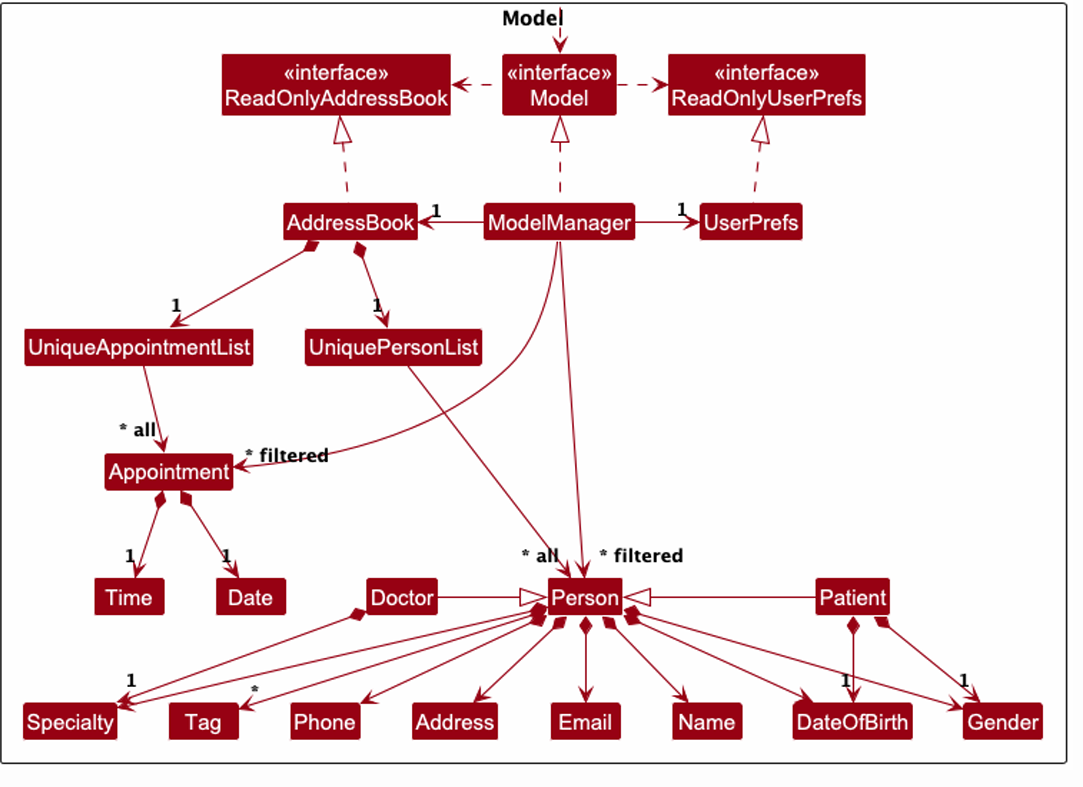 Model
«interface»
ReadOnlyAddressBook
«interface»
Model
«interface»
ReadOnlyUserPrefs
AddressBook
1
ModelManager
1
UserPrefs
1
1
UniqueAppointmentList
UniquePersonList
* all
Appointment
* filtered
1
1
* all
* filtered
Time
Date
Doctor
Person
Patient
1
*
1
1
Specialty
Tag
Phone
Address
Email
Name
DateOfBirth
Gender